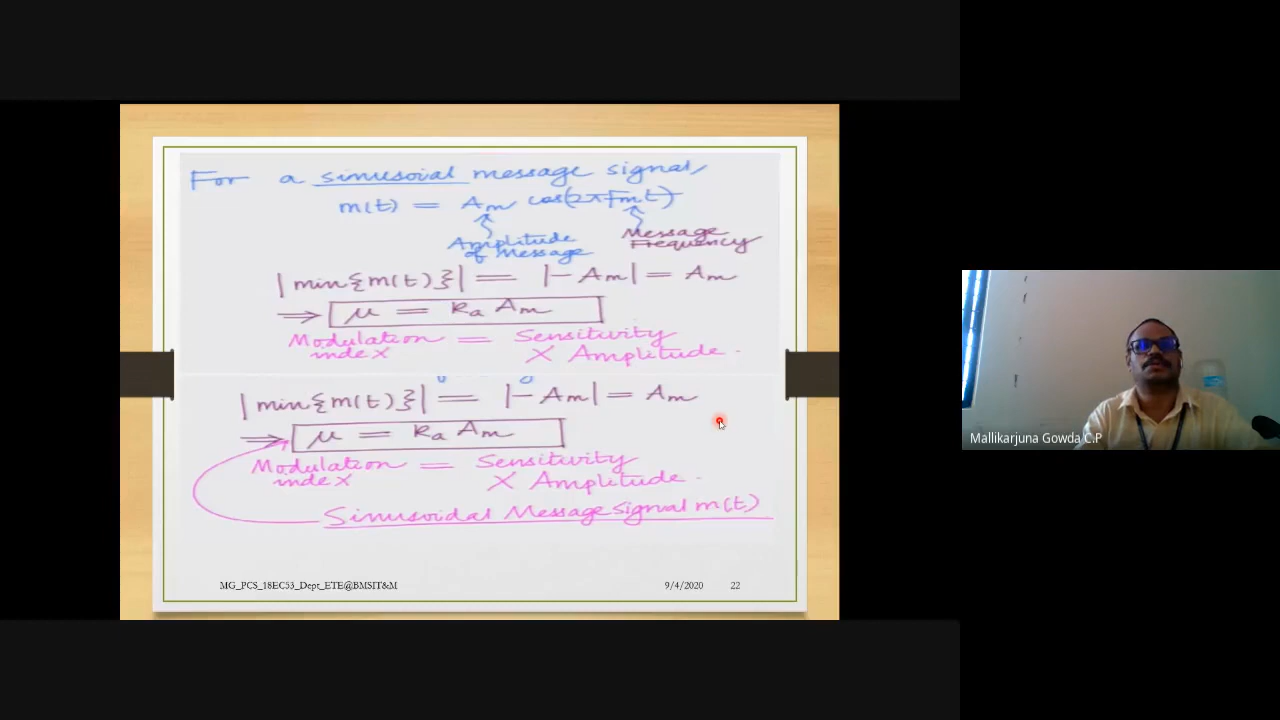 For a sinusoial message signal,
m(t) = Am cos(2πfmt)
Amplitude of Message
Message Frequency
|min{m(t)}| = |-Am| = Am
⇒ μ = Ka Am
Modulation index = Sensitivity
X Amplitude.
|min{m(t)}| = |-Am| = Am
⇒ μ = Ka Am
Modulation index = Sensitivity
X Amplitude.
Sinusoidal Message Signal m(t)
MG_PCS_18EC53_Dept_ETE@BMSIT&M 9/4/2020 22
Mallikarjuna Gowda C.P